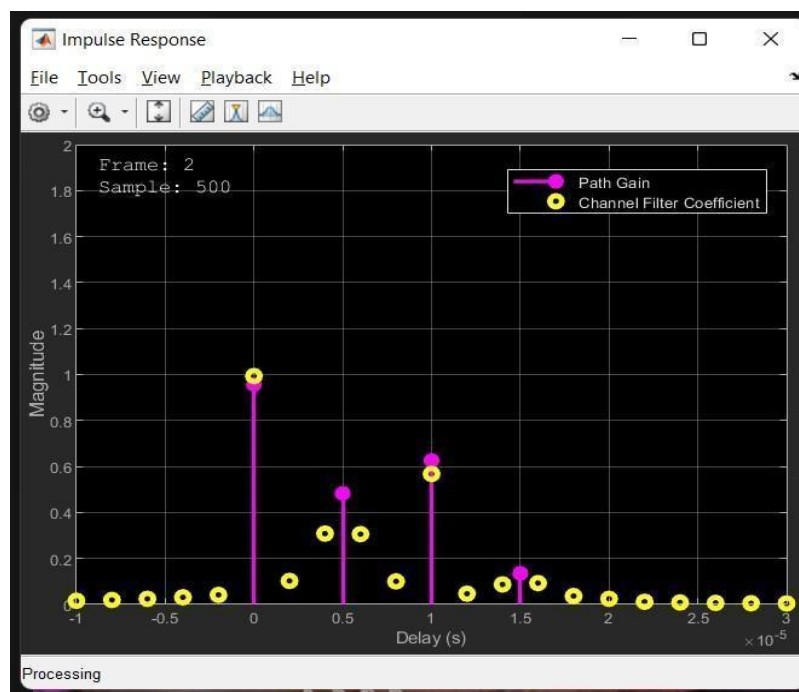 Impulse Response
File Tools View Playback Help
Frame: 2
Sample: 500
Path Gain
Channel Filter Coefficient
2
1.8
1.6
1.4
1.2
1
0.8
0.6
0.4
0.2
0
Magnitude
-1 -0.5 0 0.5 1 1.5 2 2.5 3
Delay (s)
× 10⁻⁵
Processing